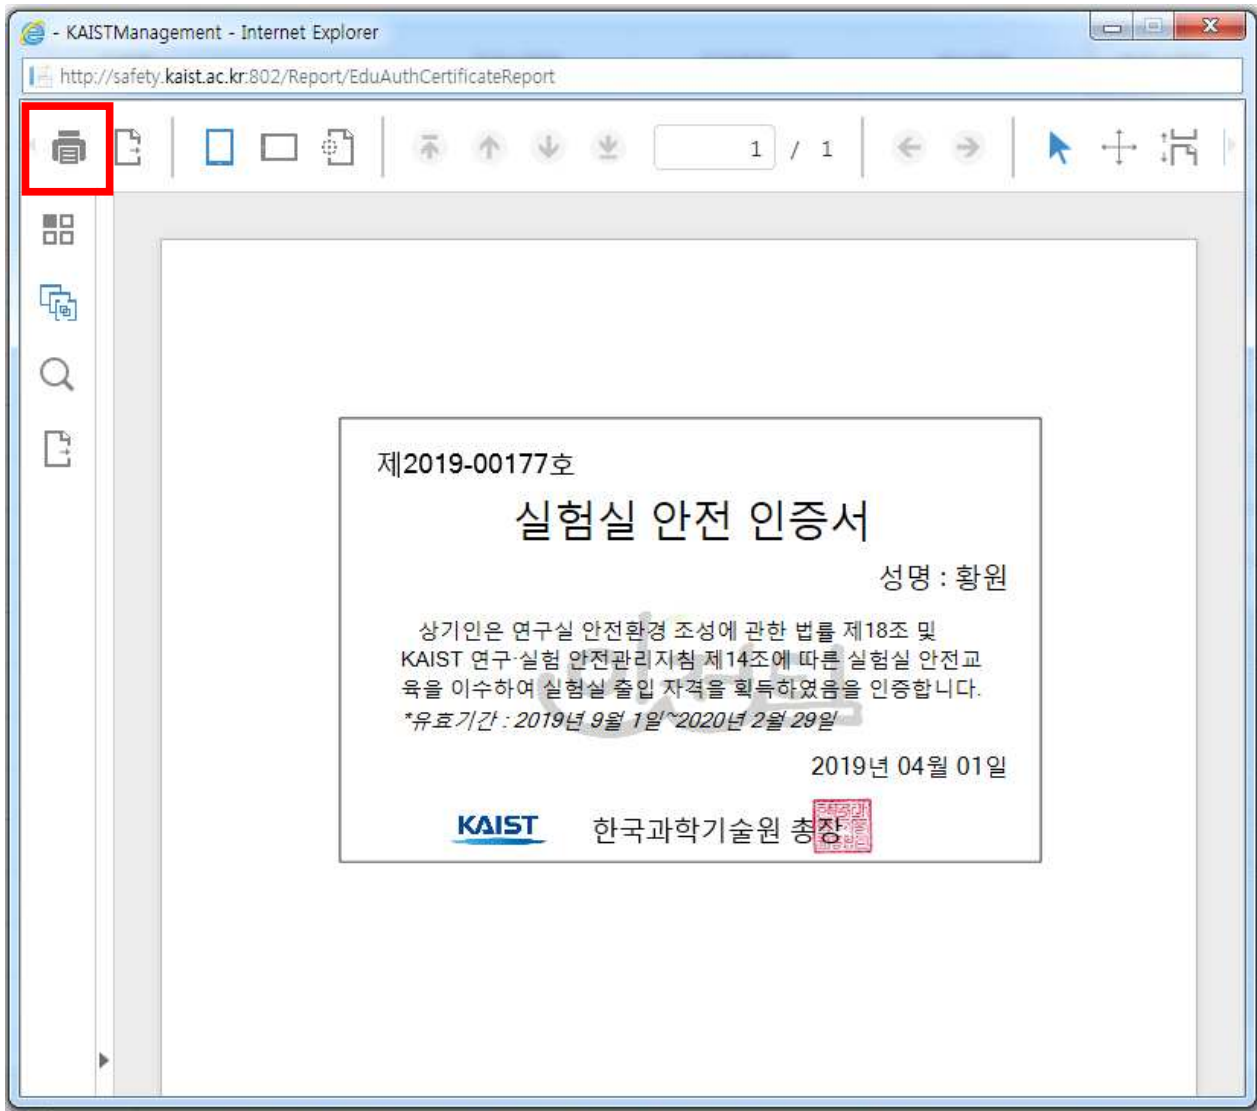 - KAISTManagement - Internet Explorer
http://safety.kaist.ac.kr:802/Report/EduAuthCertificateReport
1 / 1
제2019-00177호
실험실 안전 인증서
성명 : 황원
상기인은 연구실 안전환경 조성에 관한 법률 제18조 및
KAIST 연구·실험 안전관리지침 제14조에 따른 실험실 안전교
육을 이수하여 실험실 출입 자격을 획득하였음을 인증합니다.
*유효기간 : 2019년 9월 1일~2020년 2월 29일
2019년 04월 01일
KAIST 한국과학기술원 총장